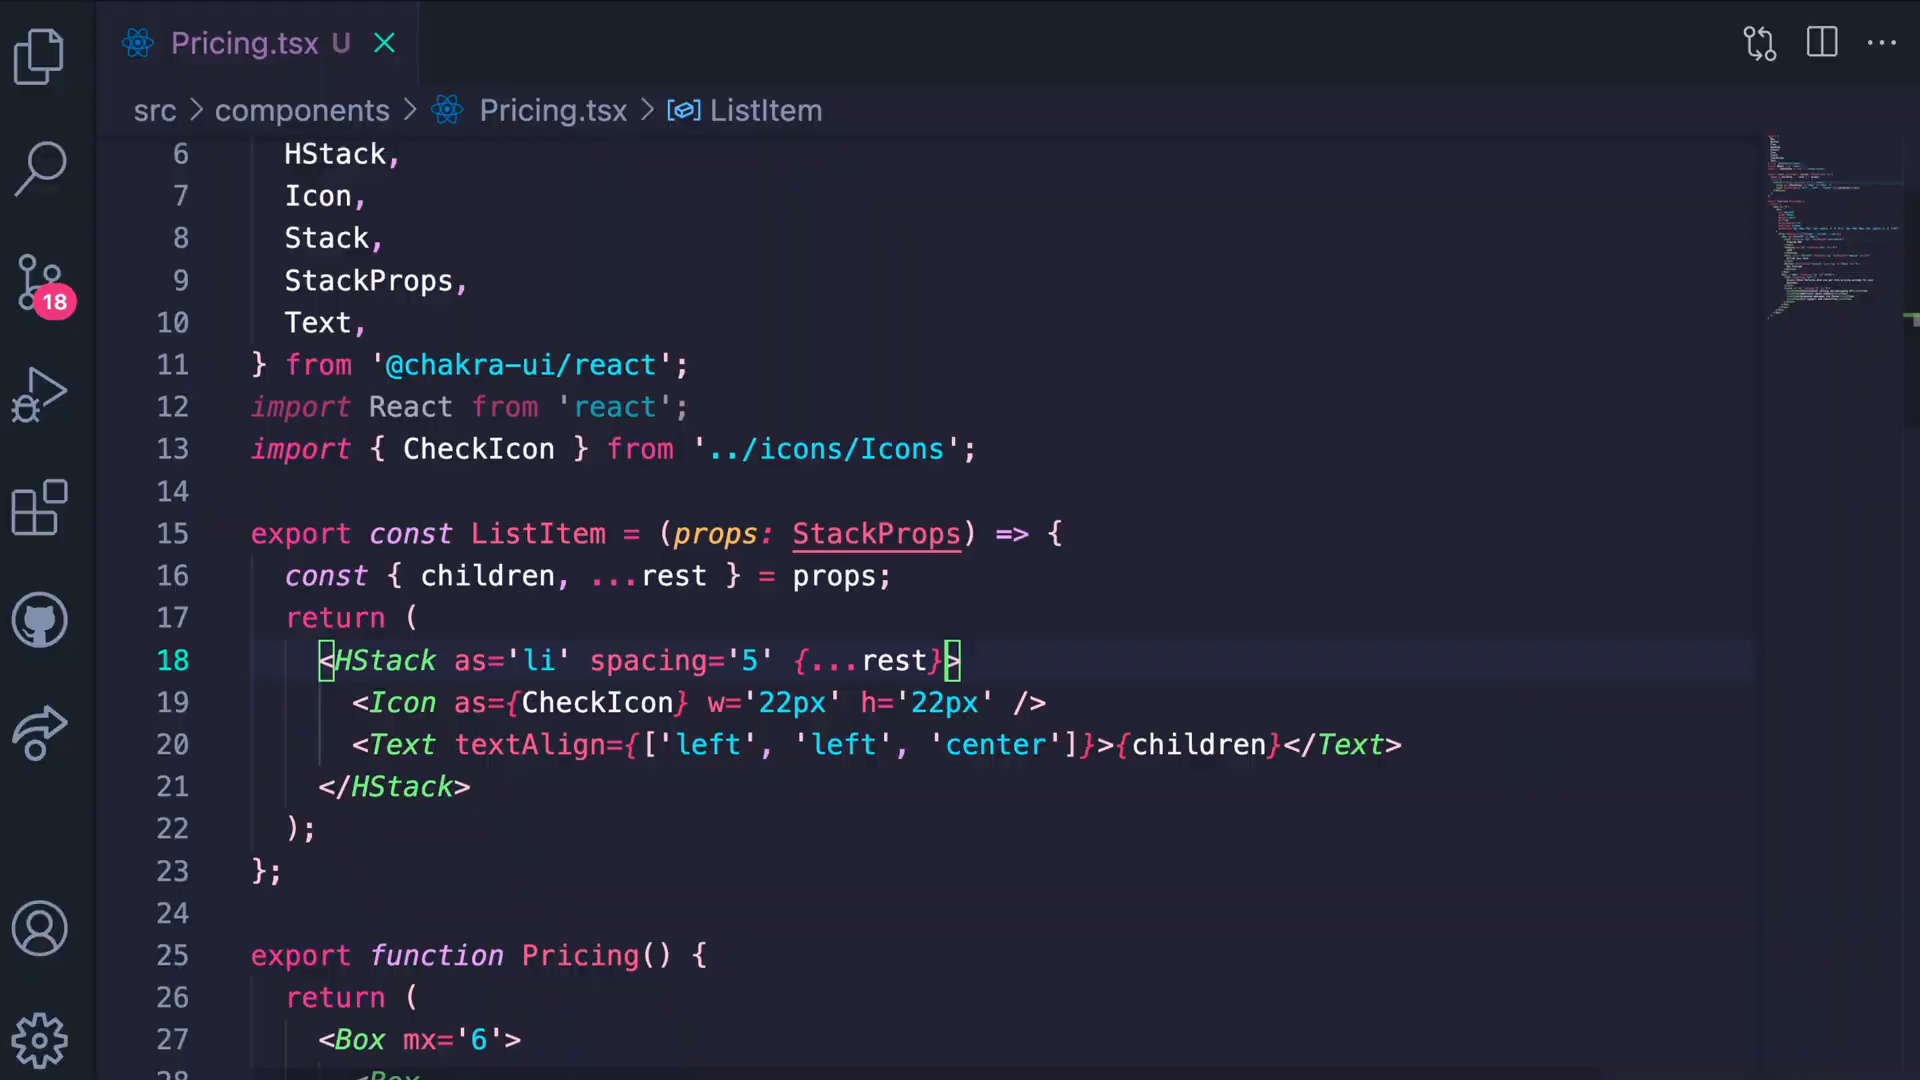 Pricing.tsx U
src > components > Pricing.tsx > ListItem
6 HStack,
7 Icon,
8 Stack,
9 StackProps,
10 Text,
11 } from '@chakra-ui/react';
12 import React from 'react';
13 import { CheckIcon } from '../icons/Icons';
14
15 export const ListItem = (props: StackProps) => {
16 const { children, ...rest } = props;
17 return (
18 <HStack as='li' spacing='5' {...rest}>
19 <Icon as={CheckIcon} w='22px' h='22px' />
20 <Text textAlign={['left', 'left', 'center']}>{children}</Text>
21 </HStack>
22 );
23 };
24
25 export function Pricing() {
26 return (
27 <Box mx='6'>
28 <Box
18